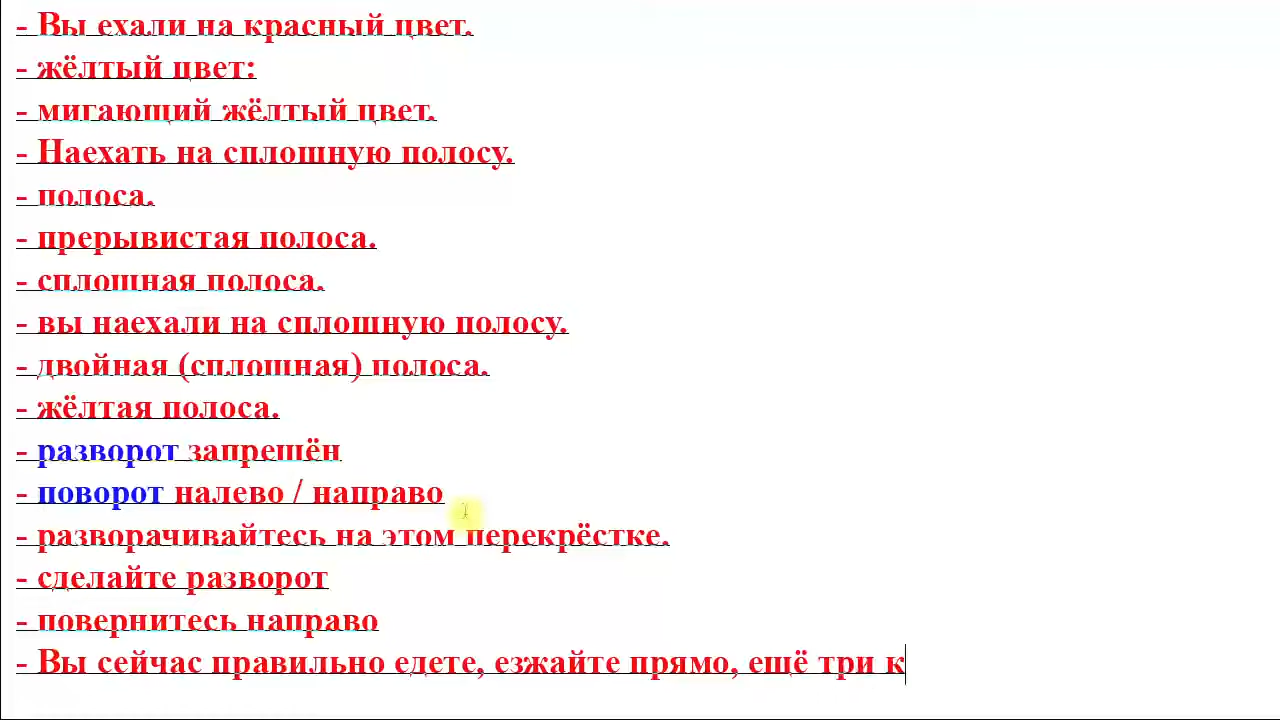 - Вы ехали на красный цвет.
- жёлтый цвет:
- мигающий жёлтый цвет.
- Наехать на сплошную полосу.
- полоса.
- прерывистая полоса.
- сплошная полоса.
- вы наехали на сплошную полосу.
- двойная (сплошная) полоса.
- жёлтая полоса.
- разворот запрешён
- поворот налево / направо
- разворачивайтесь на этом перекрёстке.
- сделайте разворот
- повернитесь направо
- Вы сейчас правильно едете, езжайте прямо, ещё три к